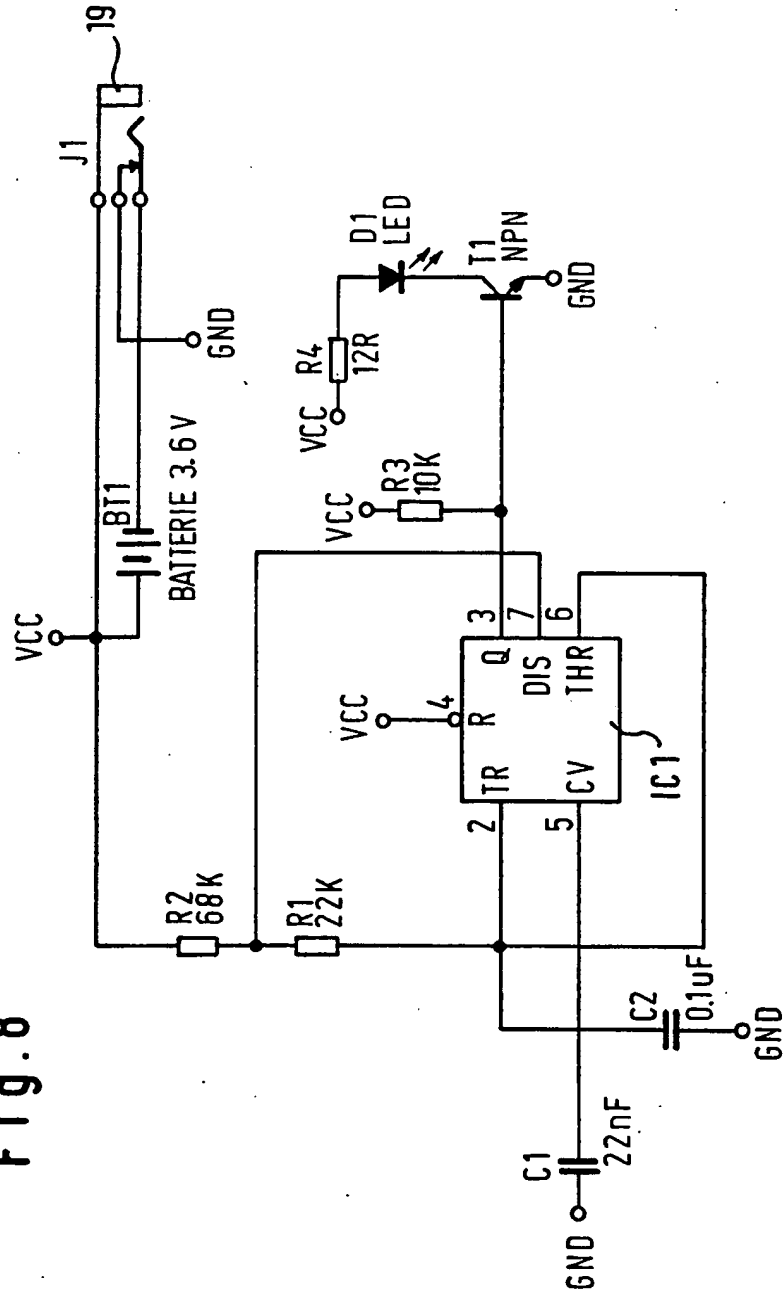 Fig.8
19
J1
VCC
BT1
BATTERIE 3.6V
GND
R2
68K
R1
22K
VCC
R3
10K
VCC
R4
12R
D1
LED
T1
NPN
GND
VCC
4
R
2
TR
Q
3
DIS
7
THR
6
5
CV
IC1
C2
0.1uF
GND
C1
22nF
GND